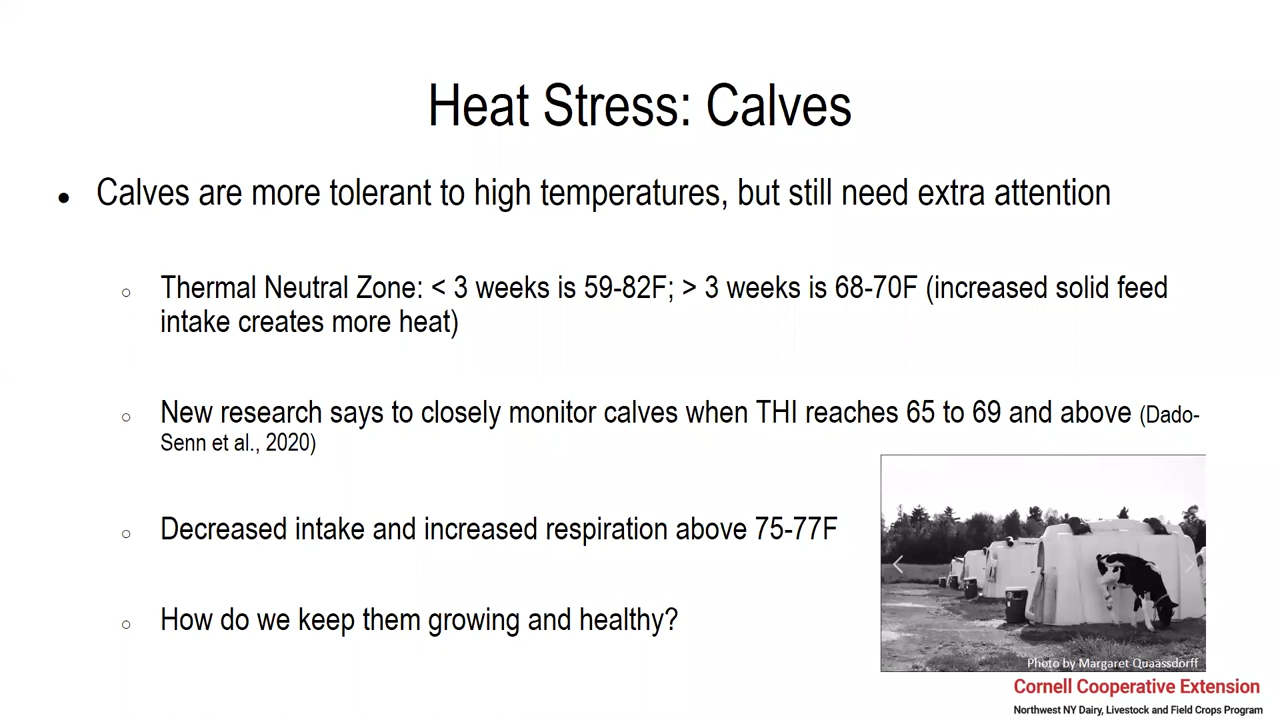 Heat Stress: Calves
● Calves are more tolerant to high temperatures, but still need extra attention
○ Thermal Neutral Zone: < 3 weeks is 59-82F; > 3 weeks is 68-70F (increased solid feed
intake creates more heat)
○ New research says to closely monitor calves when THI reaches 65 to 69 and above (Dado-
Senn et al., 2020)
○ Decreased intake and increased respiration above 75-77F
○ How do we keep them growing and healthy?
Photo by Margaret Quaassdorff
Cornell Cooperative Extension
Northwest NY Dairy, Livestock and Field Crops Program